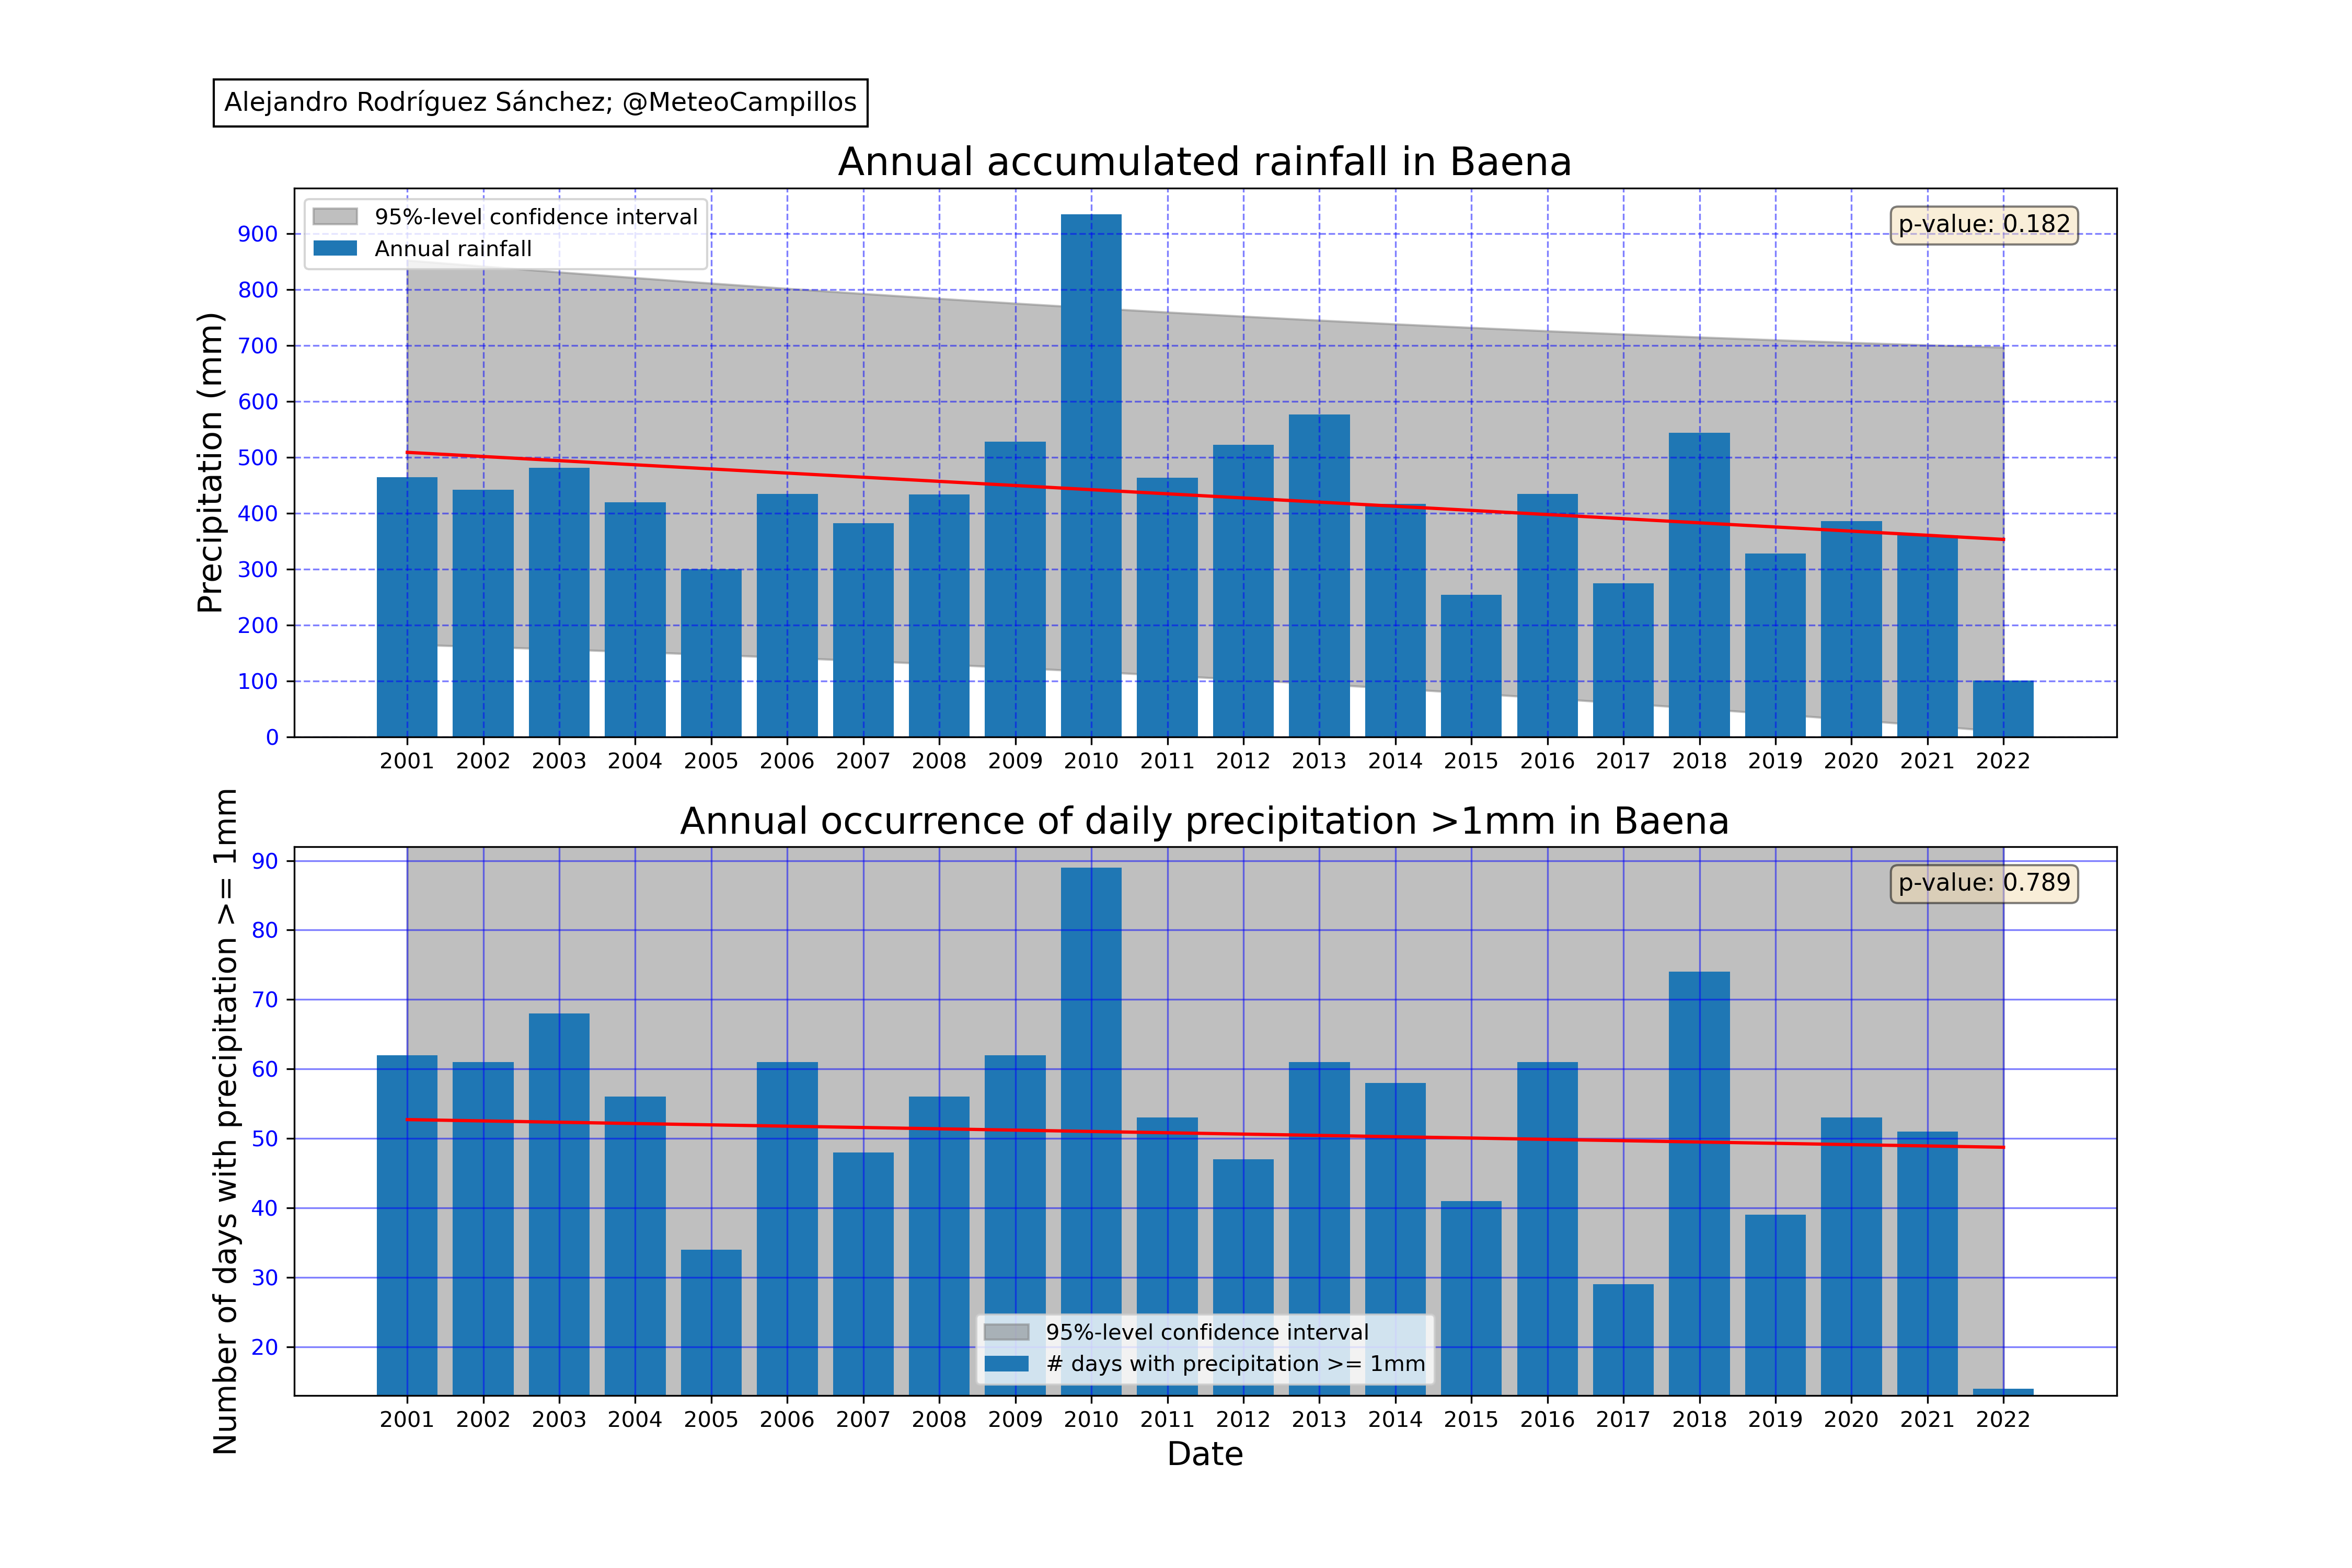 Alejandro Rodríguez Sánchez; @MeteoCampillos
Annual accumulated rainfall in Baena
95%-level confidence interval
Annual rainfall
p-value: 0.182
Precipitation (mm)
900
800
700
600
500
400
300
200
100
0
2001 2002 2003 2004 2005 2006 2007 2008 2009 2010 2011 2012 2013 2014 2015 2016 2017 2018 2019 2020 2021 2022
Annual occurrence of daily precipitation >1mm in Baena
p-value: 0.789
Number of days with precipitation >= 1mm
90
80
70
60
50
40
30
20
95%-level confidence interval
# days with precipitation >= 1mm
2001 2002 2003 2004 2005 2006 2007 2008 2009 2010 2011 2012 2013 2014 2015 2016 2017 2018 2019 2020 2021 2022
Date